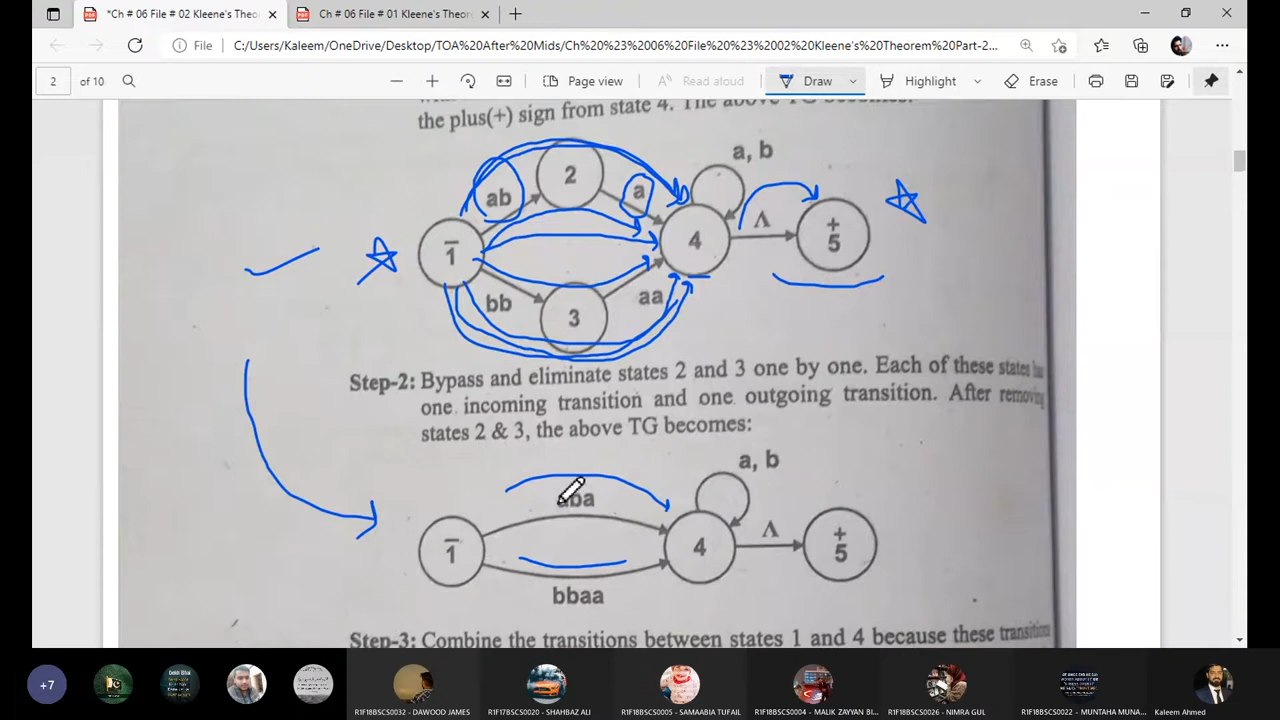 *Ch # 06 File # 02 Kleene's Theo
Ch # 06 File # 01 Kleene's Theore
File
C:/Users/Kaleem/OneDrive/Desktop/TOA%20After%20Mids/Ch%20%23%2006%20File%20%23%2002%20Kleene's%20Theorem%20Part-2...
2 of 10
Page view
Read aloud
Draw
Highlight
Erase
the plus(+) sign from state 4. The above TG becomes:
a, b
2
ab
a
Λ
+
5
4
–
1
bb
aa
3
Step-2: Bypass and eliminate states 2 and 3 one by one. Each of these states
one incoming transition and one outgoing transition. After
states 2 & 3, the above TG becomes:
a, b
aba
Λ
–
1
4
+
5
bbaa
Step-3: Combine the transitions between states 1 and 4 because these
+7
R1F18BSCS0032 - DAWOOD JAMES
R1F17BSCS0020 - SHAHBAZ ALI
R1F18BSCS0005 - SAMAABIA TUFAIL
R1F18BSCS0004 - MALIK ZAYYAN BI...
R1F18BSCS0026 - NIMRA GUL
R1F18BSCS0022 - MUNTAHA MUNA...
Kaleem Ahmed